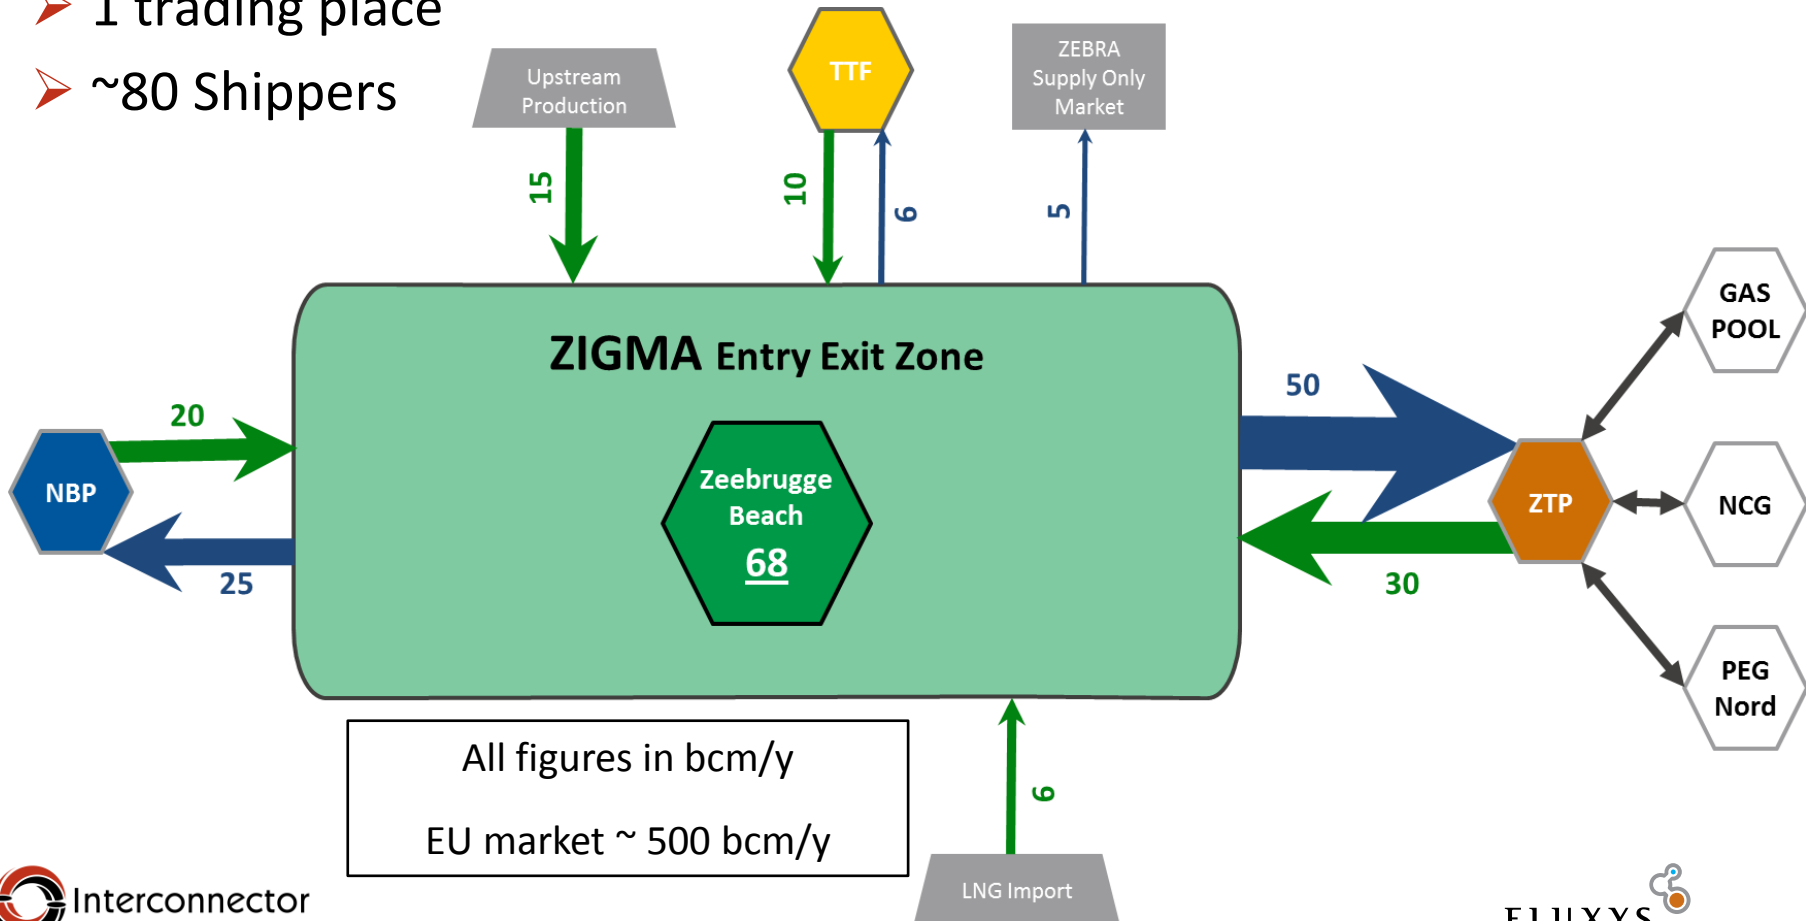 1 trading place
~80 Shippers
Upstream
Production
TTF
ZEBRA
Supply Only
Market
15
10
6
5
ZIGMA Entry Exit Zone
GAS
POOL
20
50
NBP
Zeebrugge
Beach
68
ZTP
NCG
25
30
PEG
Nord
All figures in bcm/y
EU market ~ 500 bcm/y
6
LNG Import
Interconnector
FLUXYS